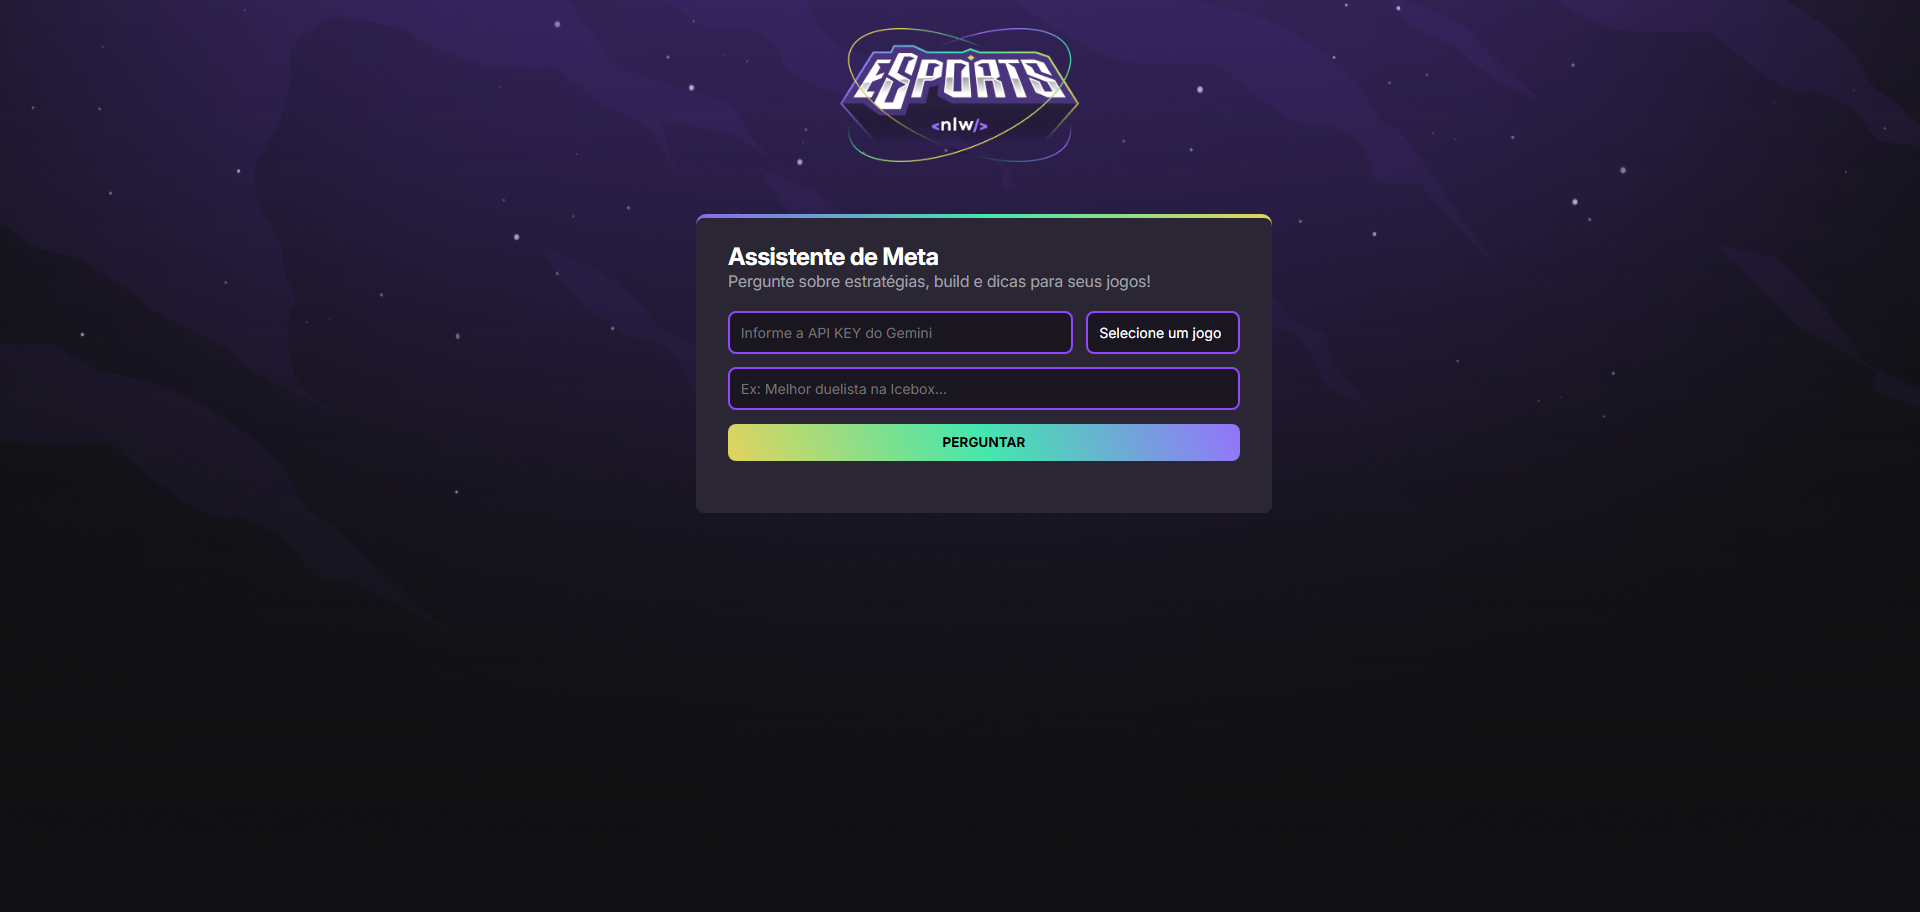 ESPORTS
<nlw/>
Assistente de Meta
Pergunte sobre estratégias, build e dicas para seus jogos!
Informe a API KEY do Gemini
Selecione um jogo
Ex: Melhor duelista na Icebox...
PERGUNTAR